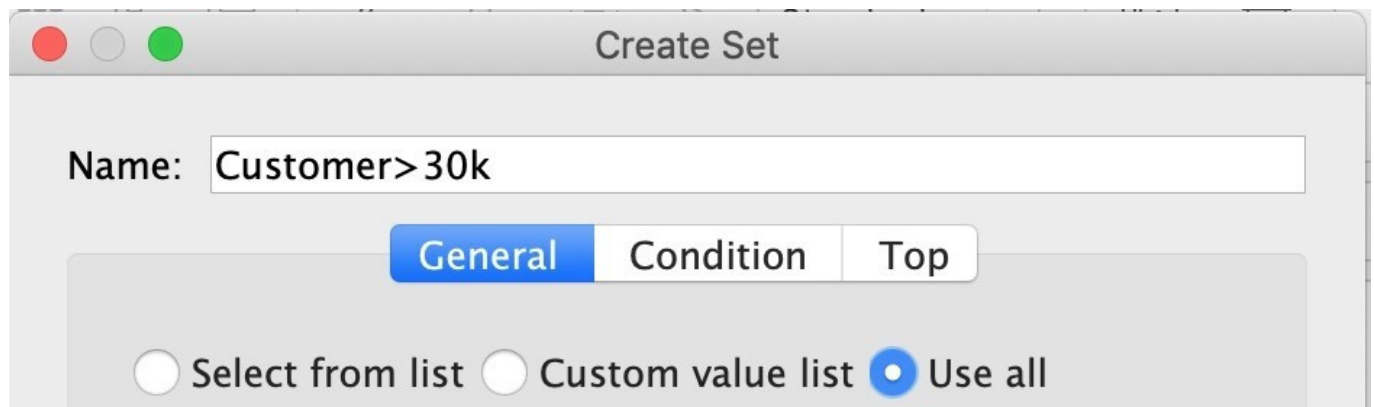 Create Set
Name: Customer>30k
General Condition Top
Select from list Custom value list Use all